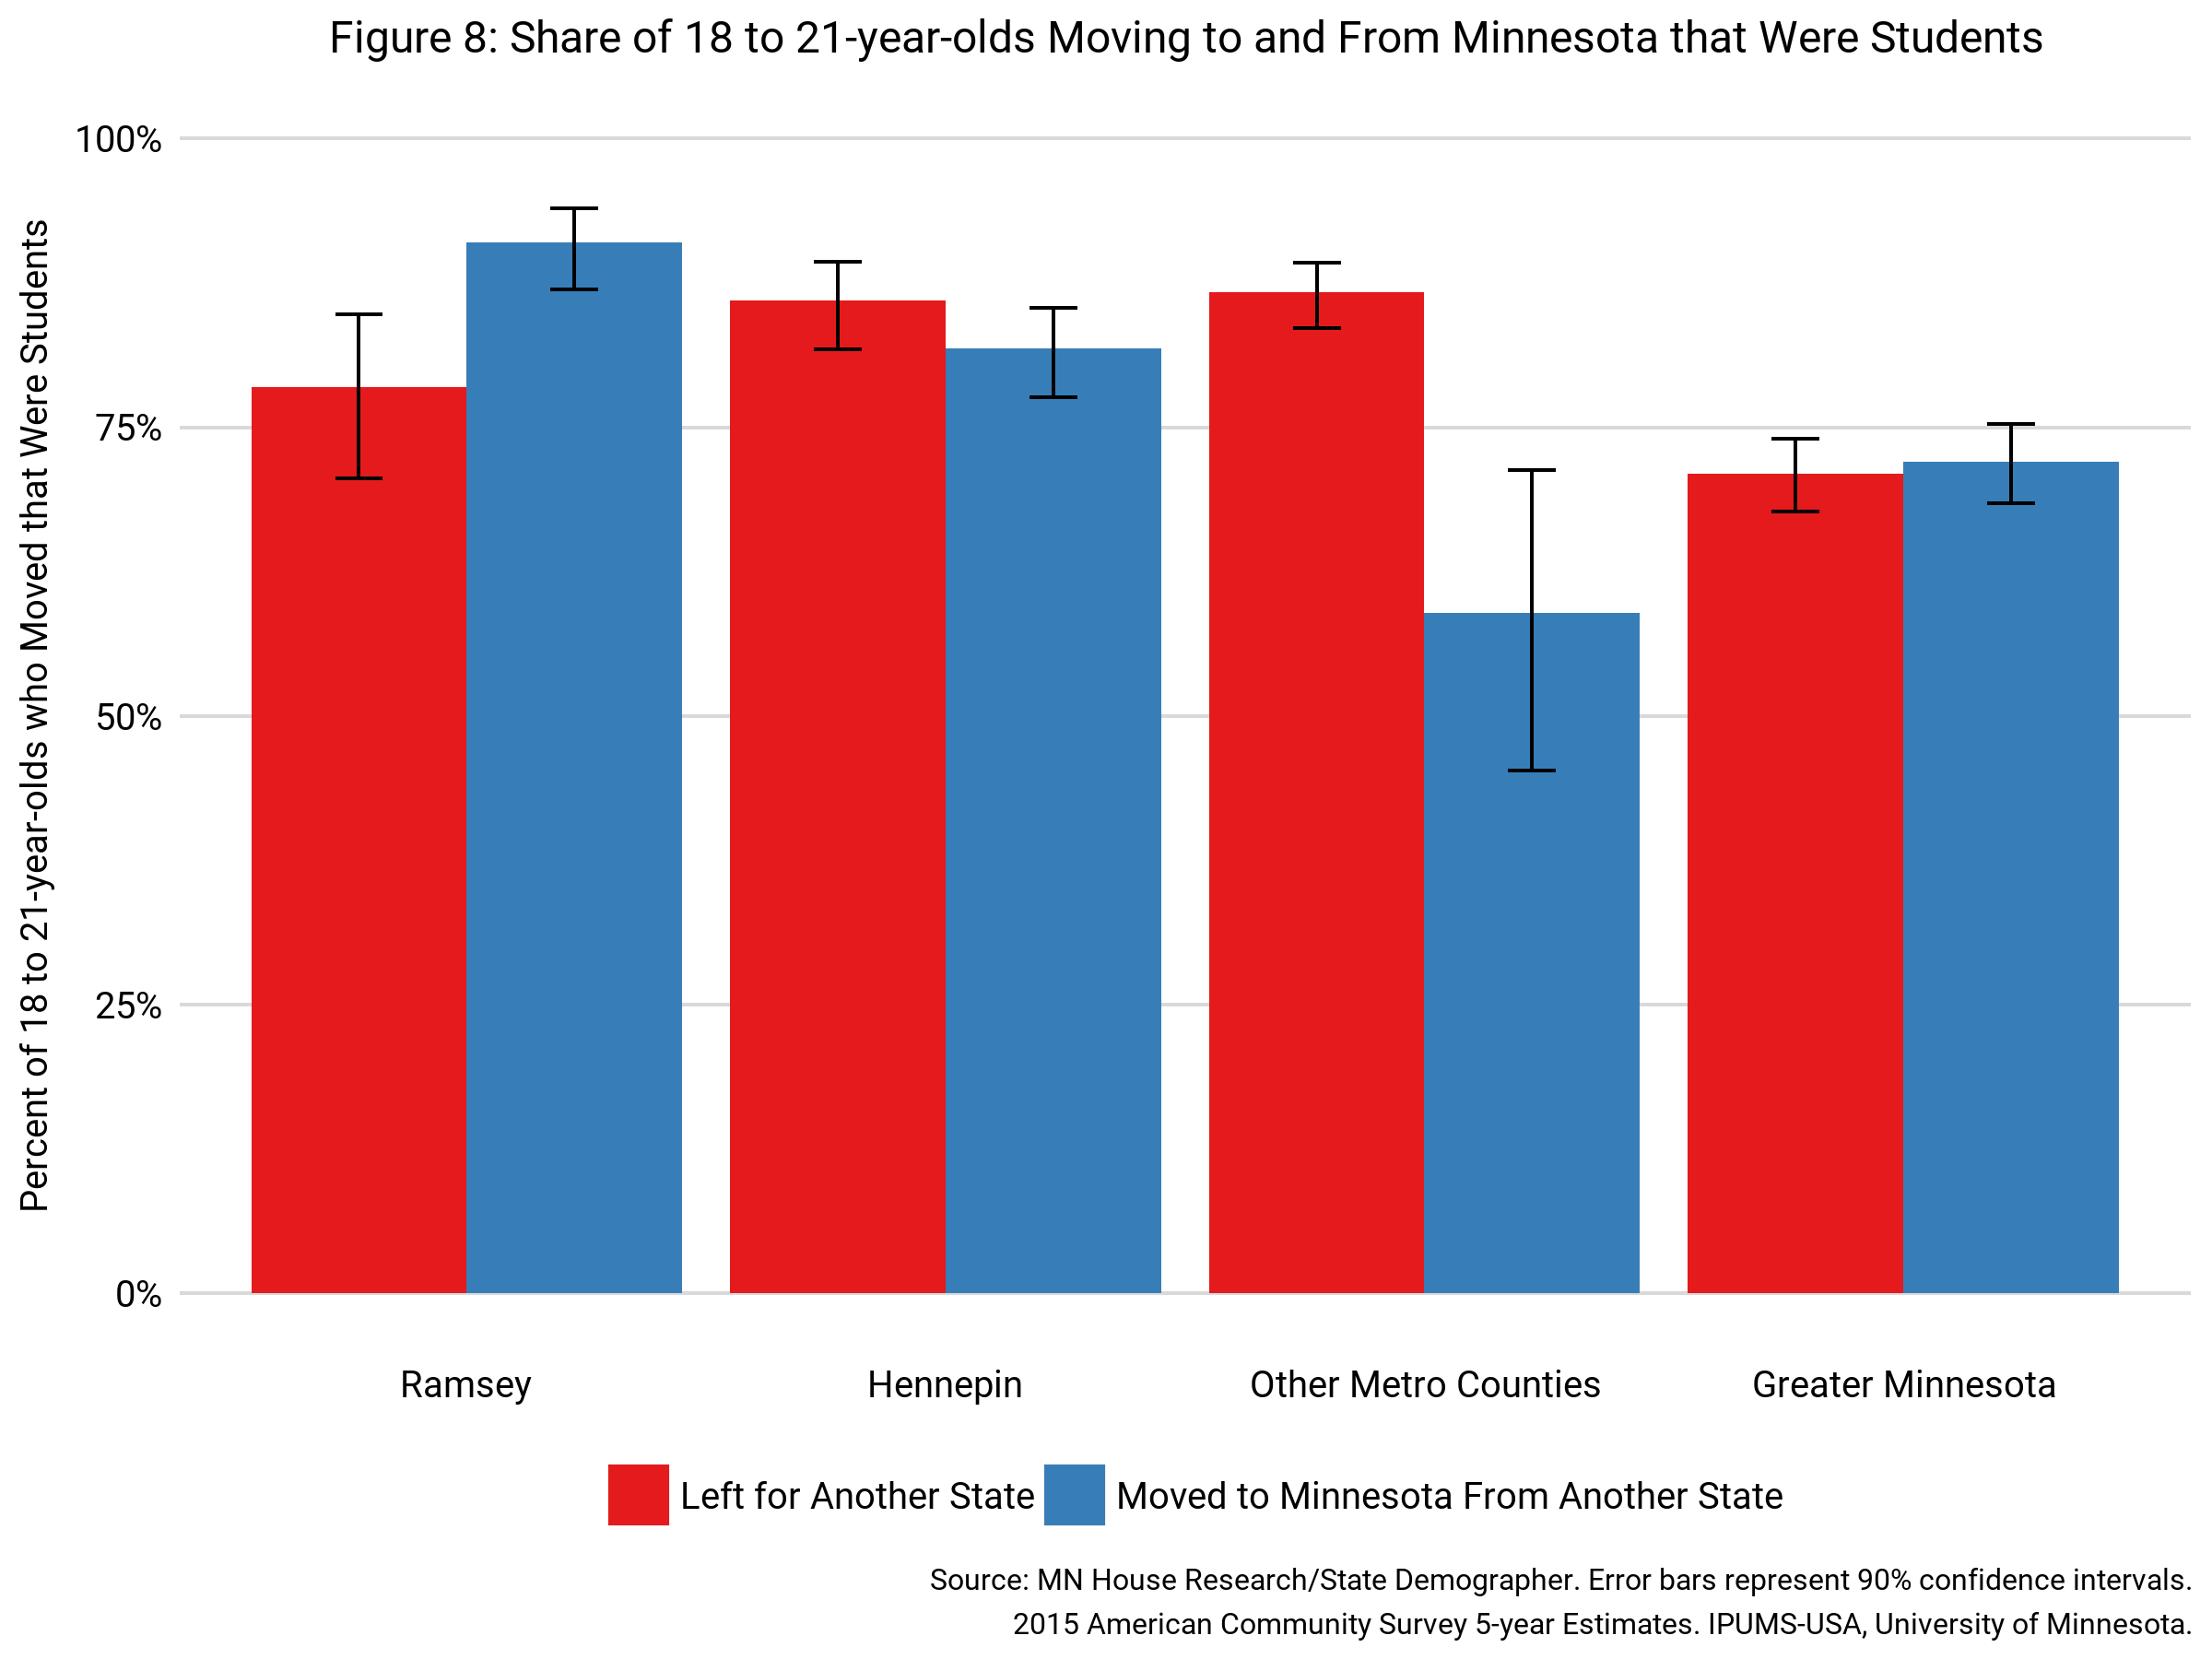 Figure 8: Share of 18 to 21-year-olds Moving to and From Minnesota that Were Students
Percent of 18 to 21-year-olds who Moved that Were Students
100%
75%
50%
25%
0%
Ramsey
Hennepin
Other Metro Counties
Greater Minnesota
Left for Another State
Moved to Minnesota From Another State
Source: MN House Research/State Demographer. Error bars represent 90% confidence intervals.
2015 American Community Survey 5-year Estimates. IPUMS-USA, University of Minnesota.